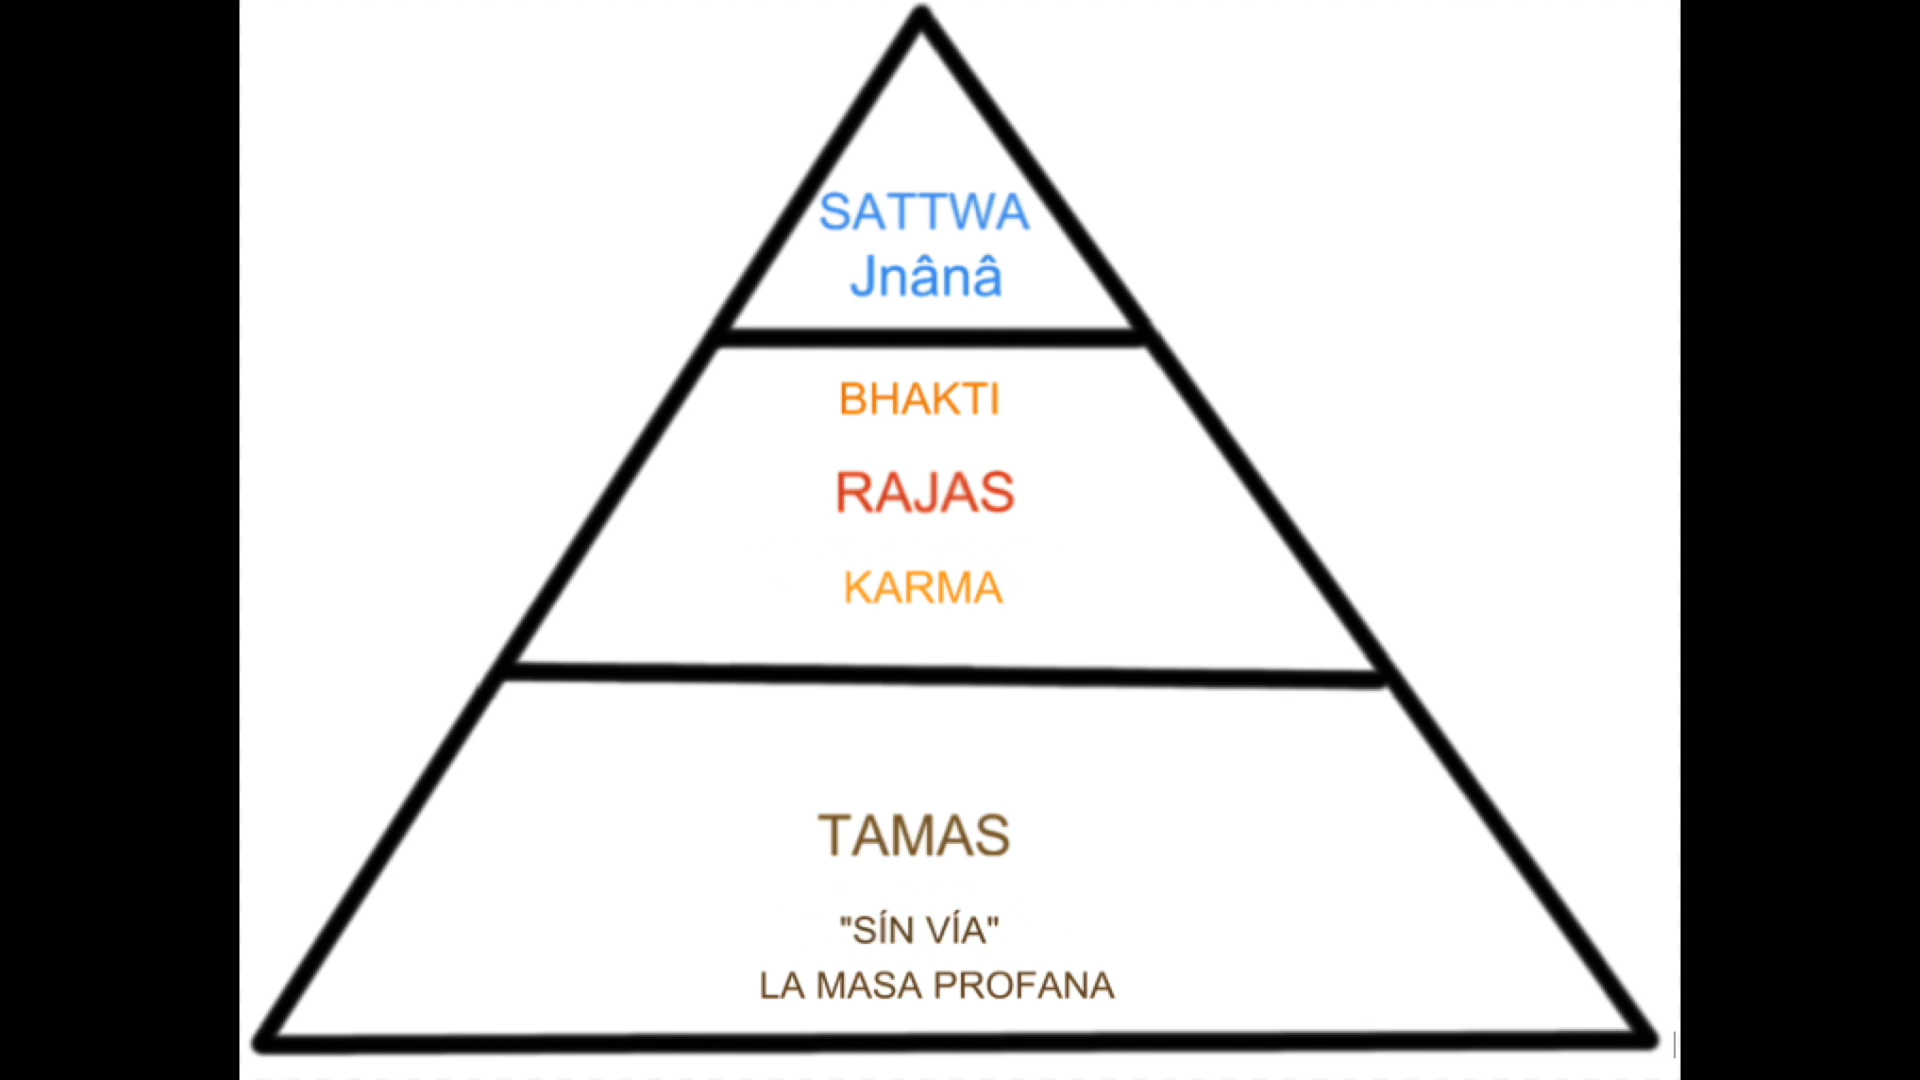 SATTWA
Jnânâ
BHAKTI
RAJAS
KARMA
TAMAS
"SÍN VÍA"
LA MASA PROFANA